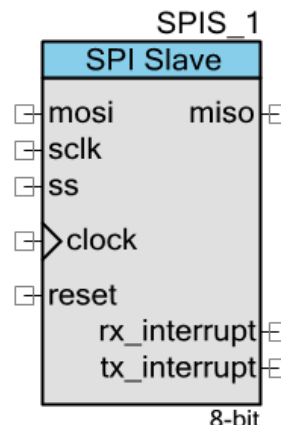 SPIS_1
SPI Slave
mosi miso
sclk
ss
clock
reset
rx_interrupt
tx_interrupt
8-bit